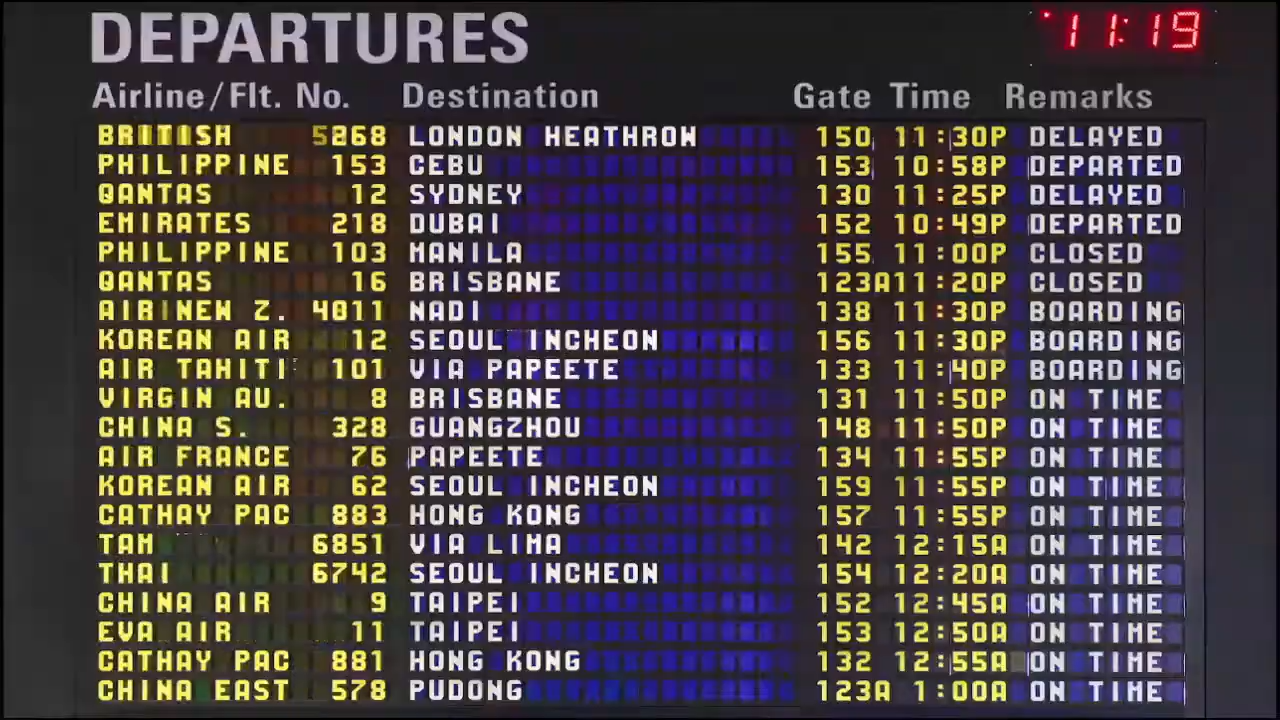 DEPARTURES 11:19
Airline/Flt. No. Destination Gate Time Remarks
BRITISH 5268 LONDON HEATHROW 150 11:30P DELAYED
PHILIPPINE 153 CEBU 153 10:58P DEPARTED
QANTAS 12 SYDNEY 130 11:25P DELAYED
EMIRATES 218 DUBAI 152 10:49P DEPARTED
PHILIPPINE 103 MANILA 155 11:00P CLOSED
QANTAS 16 BRISBANE 123A11:20P CLOSED
AIRINEW Z. 4011 NADI 138 11:30P BOARDING
KOREAN AIR 12 SEOUL INCHEON 156 11:30P BOARDING
AIR TAHITI 101 VIA PAPEETE 133 11:40P BOARDING
VIRGIN AU. 8 BRISBANE 131 11:50P ON TIME
CHINA S. 328 GUANGZHOU 148 11:50P ON TIME
AIR FRANCE 76 PAPEETE 134 11:55P ON TIME
KOREAN AIR 62 SEOUL INCHEON 159 11:55P ON TIME
CATHAY PAC 883 HONG KONG 157 11:55P ON TIME
TAM 6851 VIA LIMA 142 12:15A ON TIME
THAI 6742 SEOUL INCHEON 154 12:20A ON TIME
CHINA AIR 9 TAIPEI 152 12:45A ON TIME
EVA AIR 11 TAIPEI 153 12:50A ON TIME
CATHAY PAC 881 HONG KONG 132 12:55A ON TIME
CHINA EAST 578 PUDONG 123A 1:00A ON TIME